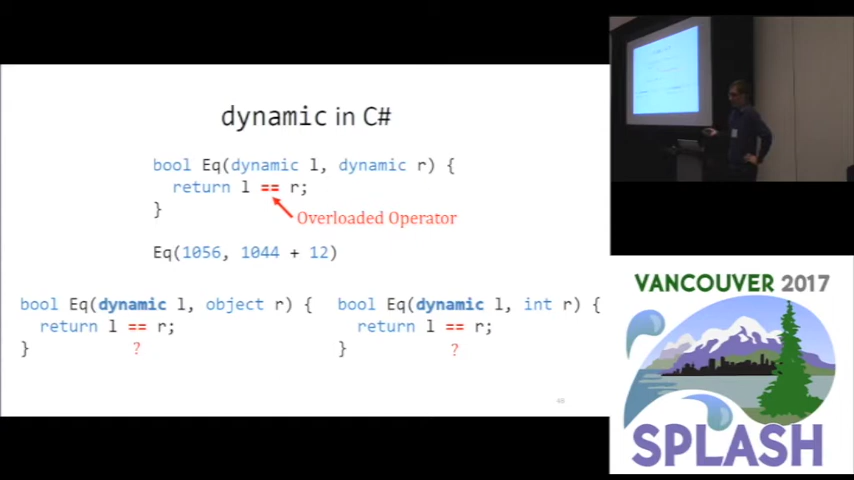 dynamic in C#
bool Eq(dynamic l, dynamic r) {
return l == r;
}
Overloaded Operator
Eq(1056, 1044 + 12)
bool Eq(dynamic l, object r) {
return l == r;
}
?
bool Eq(dynamic l, int r) {
return l == r;
}
?
VANCOUVER 2017
SPLASH